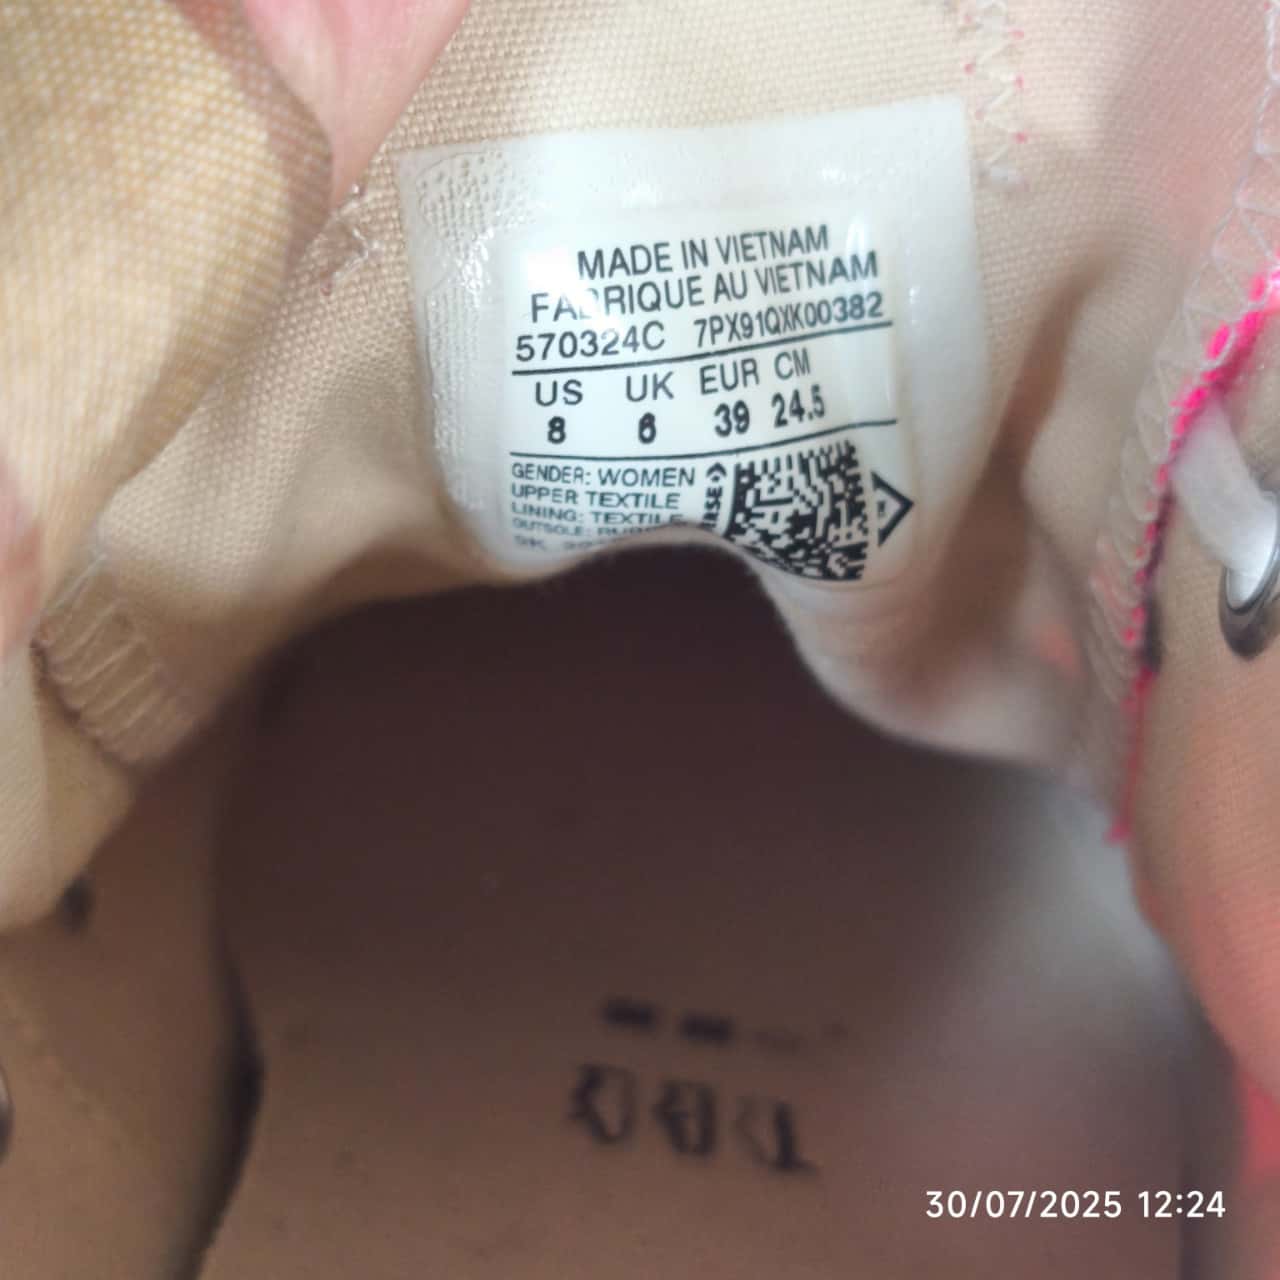 MADE IN VIETNAM
FABRIQUE AU VIETNAM
570324C 7PX91QXK00382
US UK EUR CM
8 6 39 24.5
GENDER: WOMEN
UPPER TEXTILE
LINING: TEXTILE
OUTSOLE:
30/07/2025 12:24